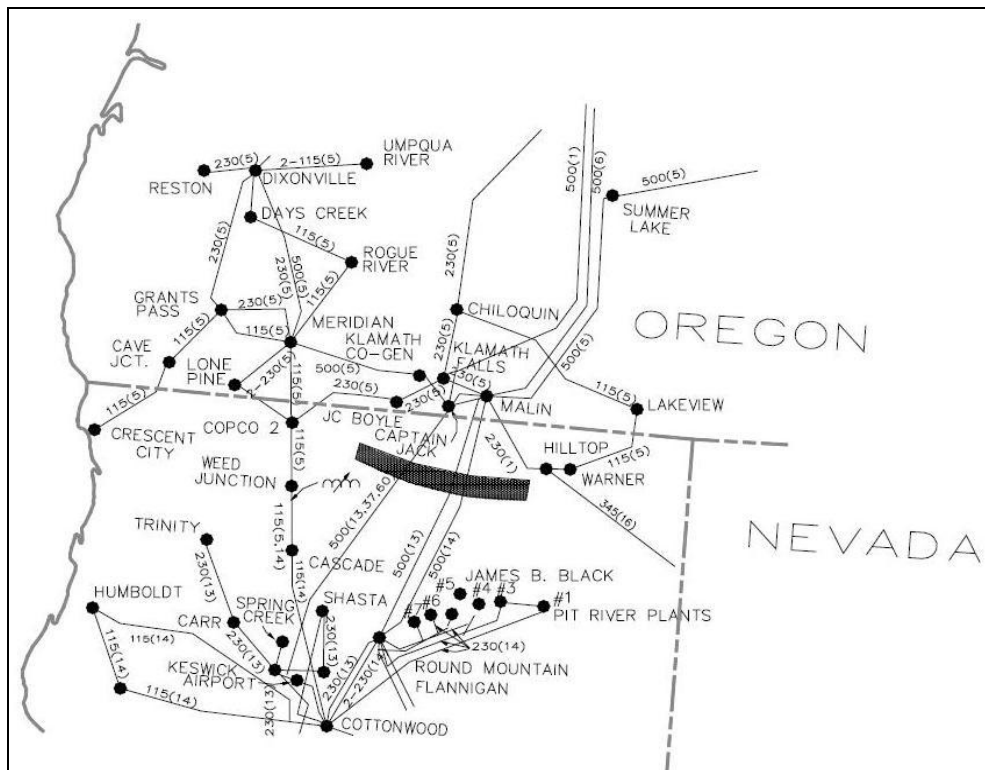 UMPQUA
RIVER
230(5)
2-115(5)
RESTON
DIXONVILLE
500(1)
500(6)
500(5)
SUMMER
LAKE
DAYS CREEK
115(5)
ROGUE
RIVER
230(5)
500(5)
230(5)
115(5)
230(5)
GRANTS
PASS
230(5)
115(5)
MERIDIAN
CHILOQUIN
OREGON
KLAMATH
CO-GEN
KLAMATH
FALLS
230(5)
500(5)
CAVE
JCT.
115(5)
LONE
PINE
2-230(5)
115(5)
500(5)
230(5)
230(5)
230(5)
MALIN
115(5)
LAKEVIEW
115(5)
CRESCENT
CITY
COPCO 2
JC BOYLE
CAPTAIN
JACK
230(1)
HILLTOP
WARNER
115(5)
115(5)
WEED
JUNCTION
345(16)
NEVADA
500(13,37,60)
TRINITY
115(5,14)
500(13)
500(14)
CASCADE
230(13)
115(14)
JAMES B. BLACK
#5
#4
#3
#1
#7
#6
PIT RIVER PLANTS
HUMBOLDT
SPRING
CREEK
SHASTA
CARR
115(14)
230(13)
230(13)
230(14)
ROUND MOUNTAIN
FLANNIGAN
KESWICK
AIRPORT
115(14)
115(14)
230(13)
230(13)
2-230(14)
COTTONWOOD